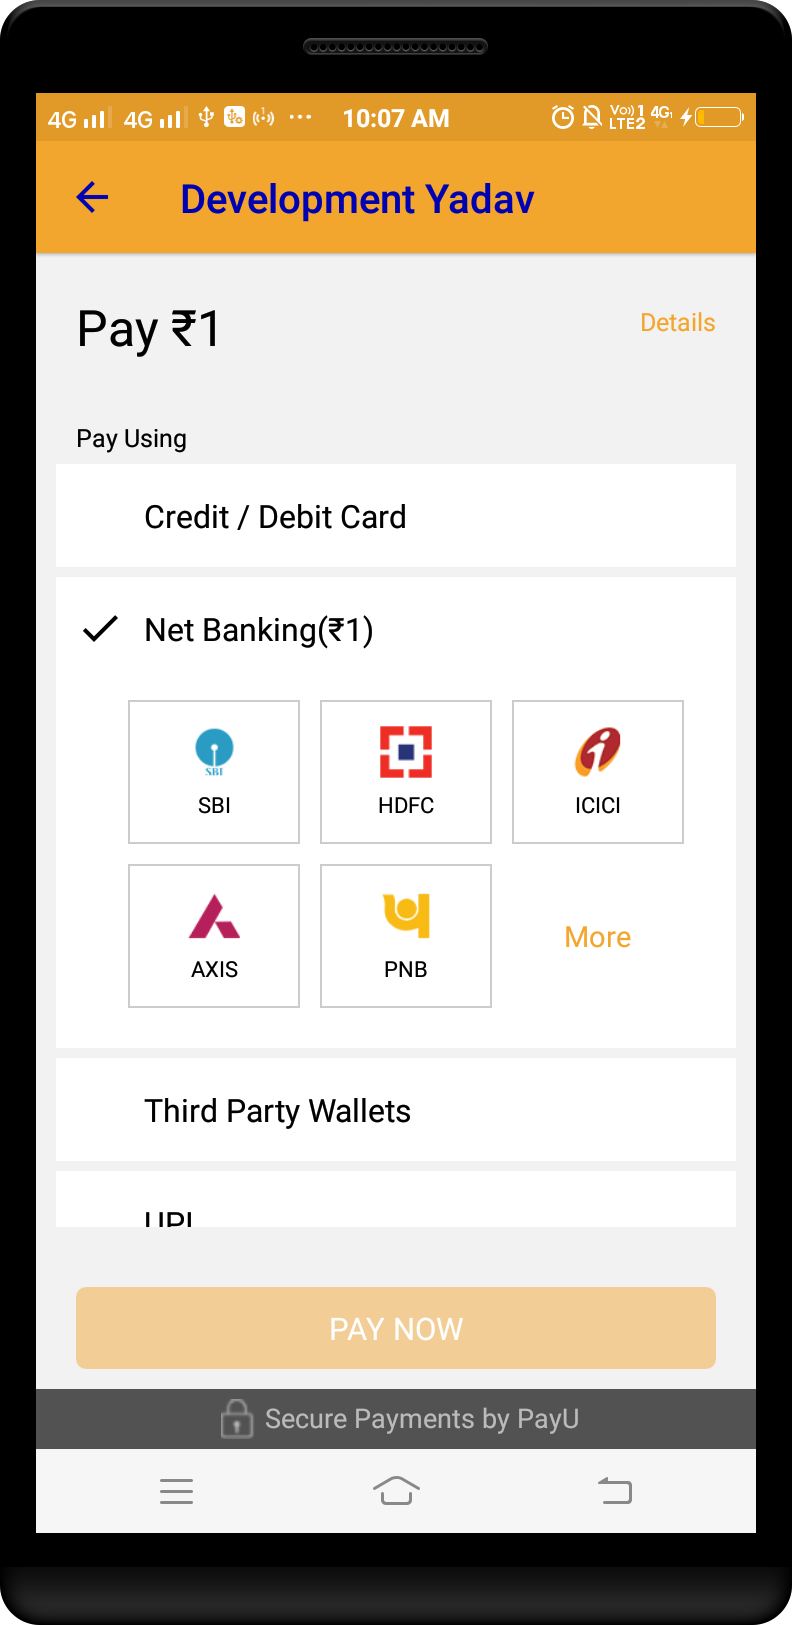 4G 4G 10:07 AM Vo)) 1 LTE2 4G
Development Yadav
Pay ₹1
Details
Pay Using
Credit / Debit Card
Net Banking(₹1)
SBI
SBI HDFC ICICI
AXIS PNB More
Third Party Wallets
UPI
PAY NOW
Secure Payments by PayU